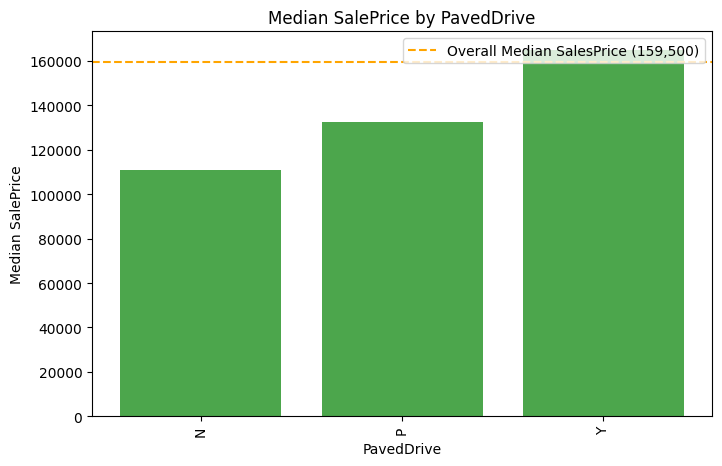 Median SalePrice by PavedDrive
Overall Median SalesPrice (159,500)
Median SalePrice
160000
140000
120000
100000
80000
60000
40000
20000
0
N
P
Y
PavedDrive